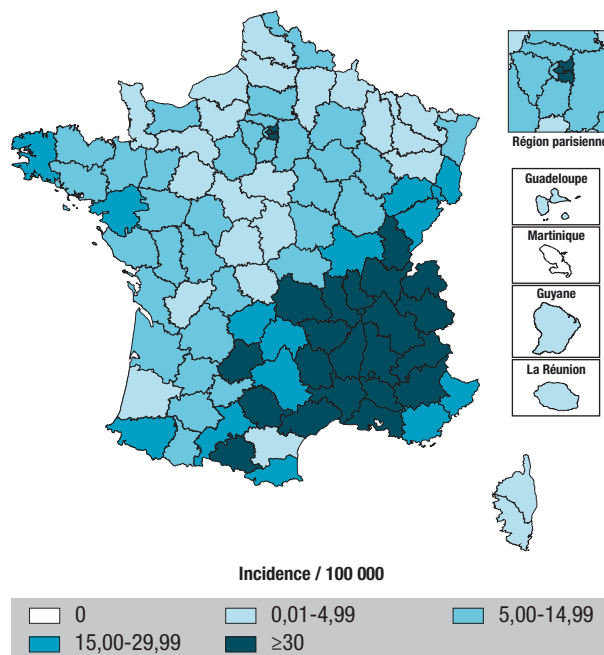 Région parisienne
Guadeloupe
Martinique
Guyane
La Réunion
Incidence / 100 000
0
0,01-4,99
5,00-14,99
15,00-29,99
≥30